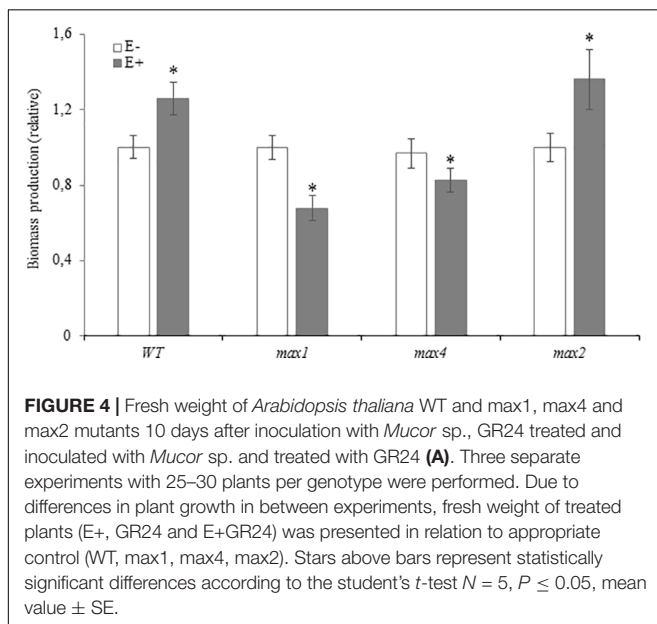 1,6
1,2
0,8
0,4
0
Biomass production (relative)
E-
E+
*
*
*
*
*
WT
max1
max4
max2
FIGURE 4 | Fresh weight of Arabidopsis thaliana WT and max1, max4 and
max2 mutants 10 days after inoculation with Mucor sp., GR24 treated and
inoculated with Mucor sp. and treated with GR24 (A). Three separate
experiments with 25–30 plants per genotype were performed. Due to
differences in plant growth in between experiments, fresh weight of treated
plants (E+, GR24 and E+GR24) was presented in relation to appropriate
control (WT, max1, max4, max2). Stars above bars represent statistically
significant differences according to the student's t-test N = 5, P ≤ 0.05, mean
value ± SE.